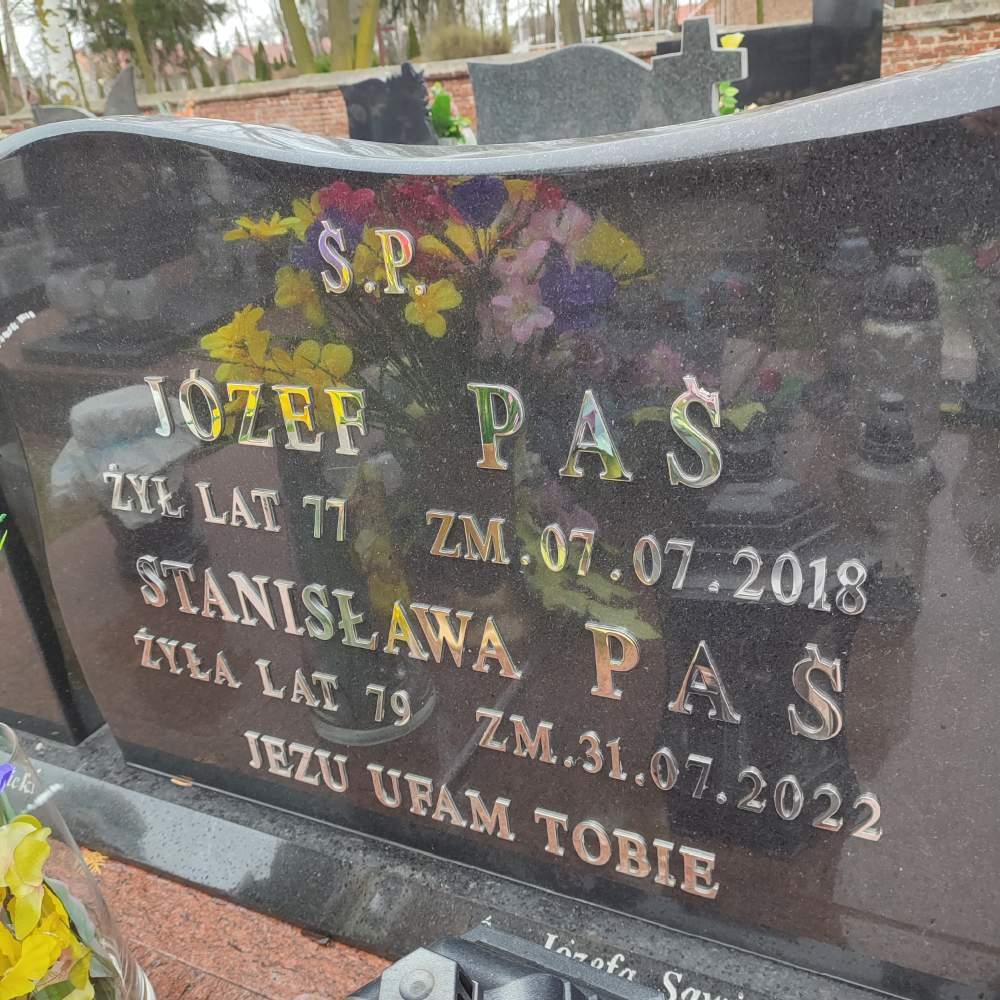 Ś.P.
JÓZEF PAŚ
ŻYŁ LAT 77 ZM.07.07.2018
STANISŁAWA PAŚ
ŻYŁA LAT 79 ZM.31.07.2022
JEZU UFAM TOBIE
Józefa